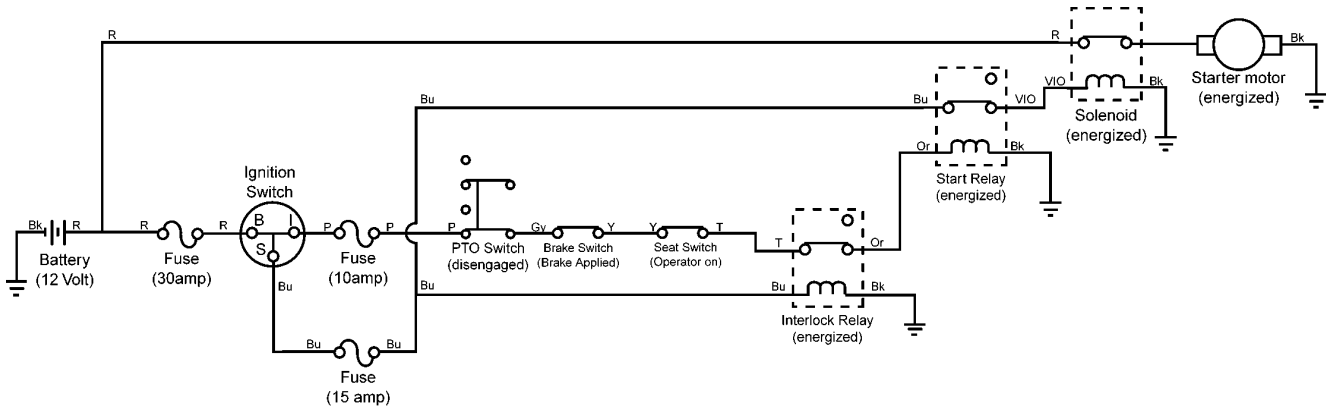 R
R
Bk
Starter motor
(energized)
VIO
Bk
Solenoid
(energized)
Bu
Bu
VIO
Or
Bk
Start Relay
(energized)
Ignition
Switch
Bk
R
R
R
B
I
S
P
P
P
Gy
Y
Y
T
T
Or
Battery
(12 Volt)
Fuse
(30amp)
Fuse
(10amp)
PTO Switch
(disengaged)
Brake Switch
(Brake Applied)
Seat Switch
(Operator on)
Bu
Bu
Bu
Bk
Interlock Relay
(energized)
Bu
Bu
Fuse
(15 amp)